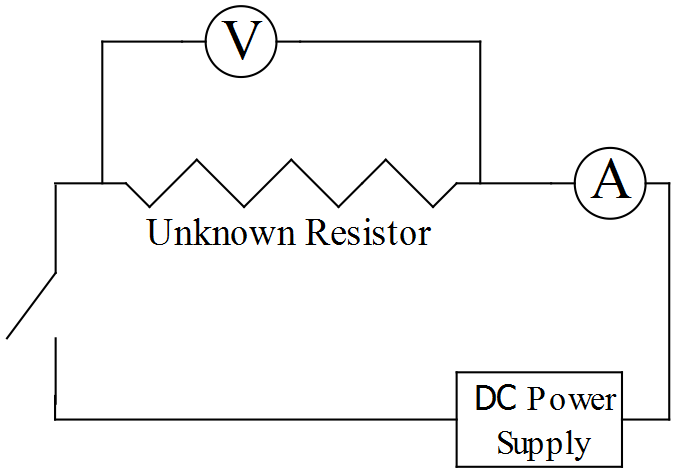 V
A
Unknown Resistor
DC Power
Supply